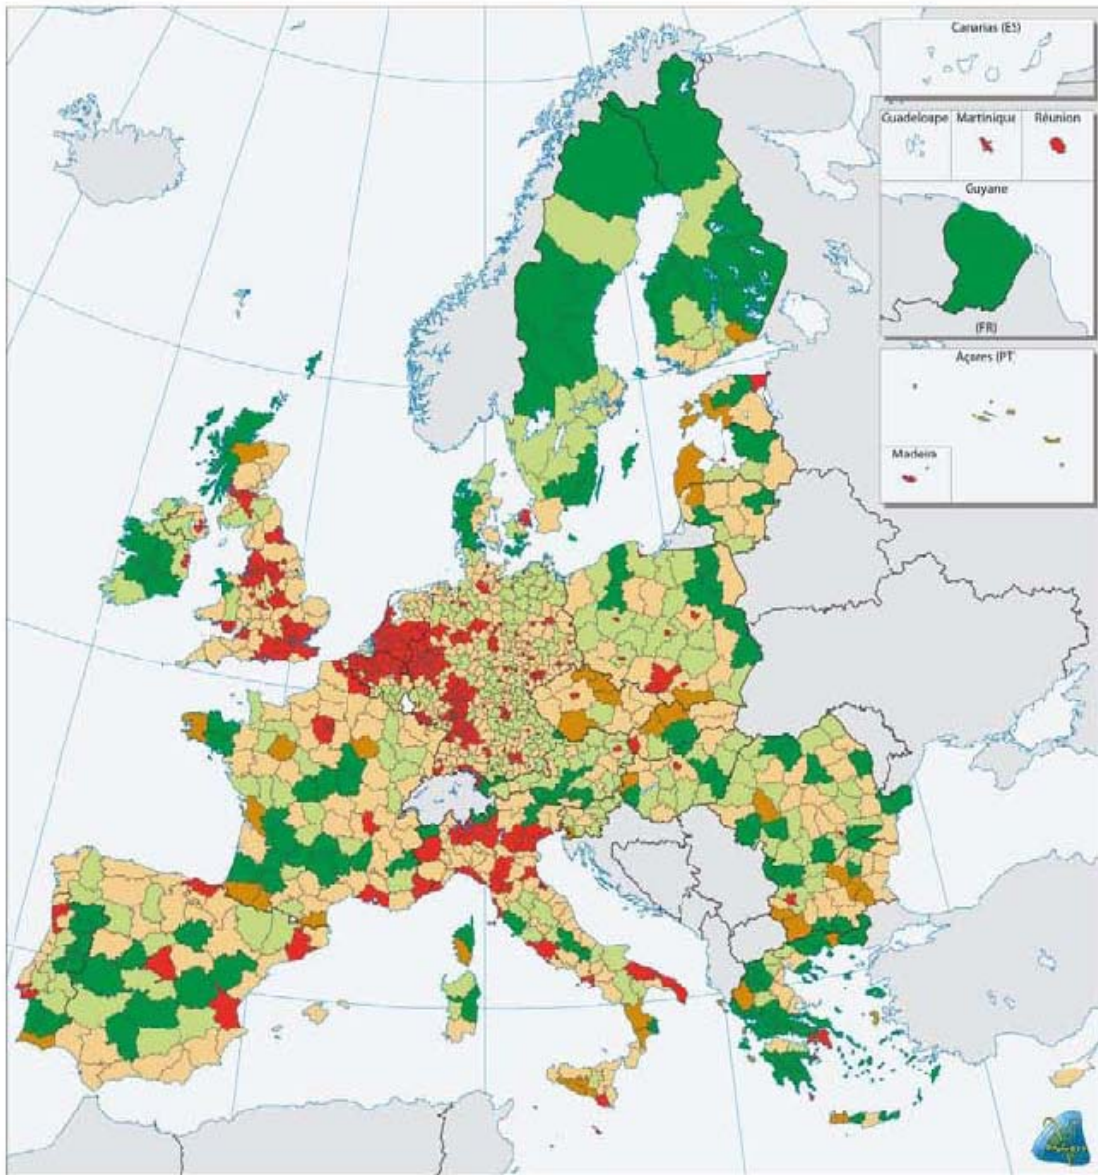 Canarias (ES)
Guadeloupe
Martinique
Réunion
Guyane
(FR)
Açores (PT)
Madeira